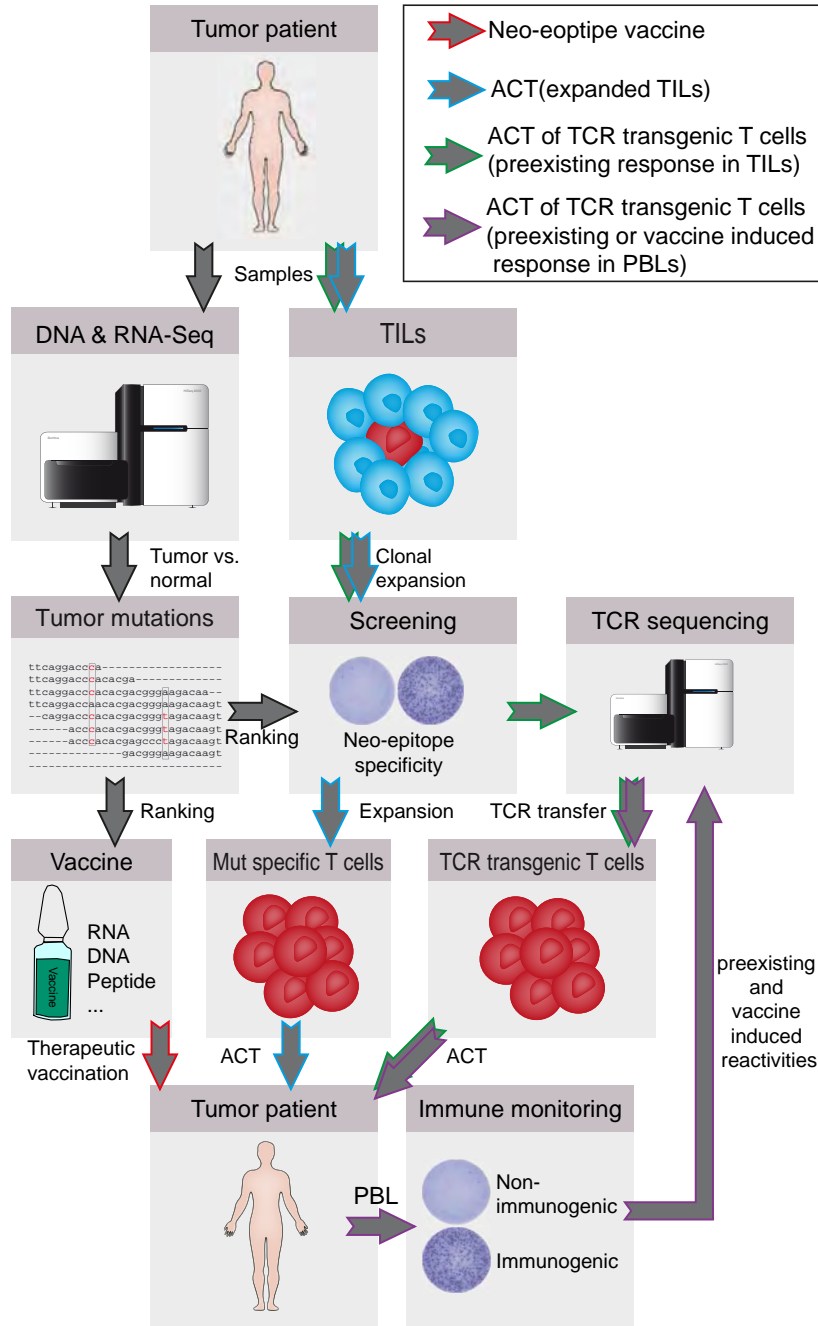 Tumor patient
Neo-eoptipe vaccine
ACT(expanded TILs)
ACT of TCR transgenic T cells
(preexisting response in TILs)
ACT of TCR transgenic T cells
(preexisting or vaccine induced
response in PBLs)
Samples
DNA & RNA-Seq
TILs
Tumor vs.
normal
Clonal
expansion
Tumor mutations
ttcaggaccca-----------------
ttcaggacccacacga------------
ttcaggacccacacgacgggaagacaa--
ttcaggaccaacacgacgggaagacaagt
--caggacccacacgacgggtagacaagt
-----acccacacgacgggtagacaagt
-----acccacacgagccctagacaagt
---------------gacgggaagacaagt
-----------------------------
Ranking
Screening
Neo-epitope
specificity
TCR sequencing
Ranking
Expansion
TCR transfer
Vaccine
RNA
DNA
Peptide
...
Vaccine
Mut specific T cells
TCR transgenic T cells
preexisting
and
vaccine
induced
reactivities
Therapeutic
vaccination
ACT
ACT
Tumor patient
PBL
Immune monitoring
Non-
immunogenic
Immunogenic